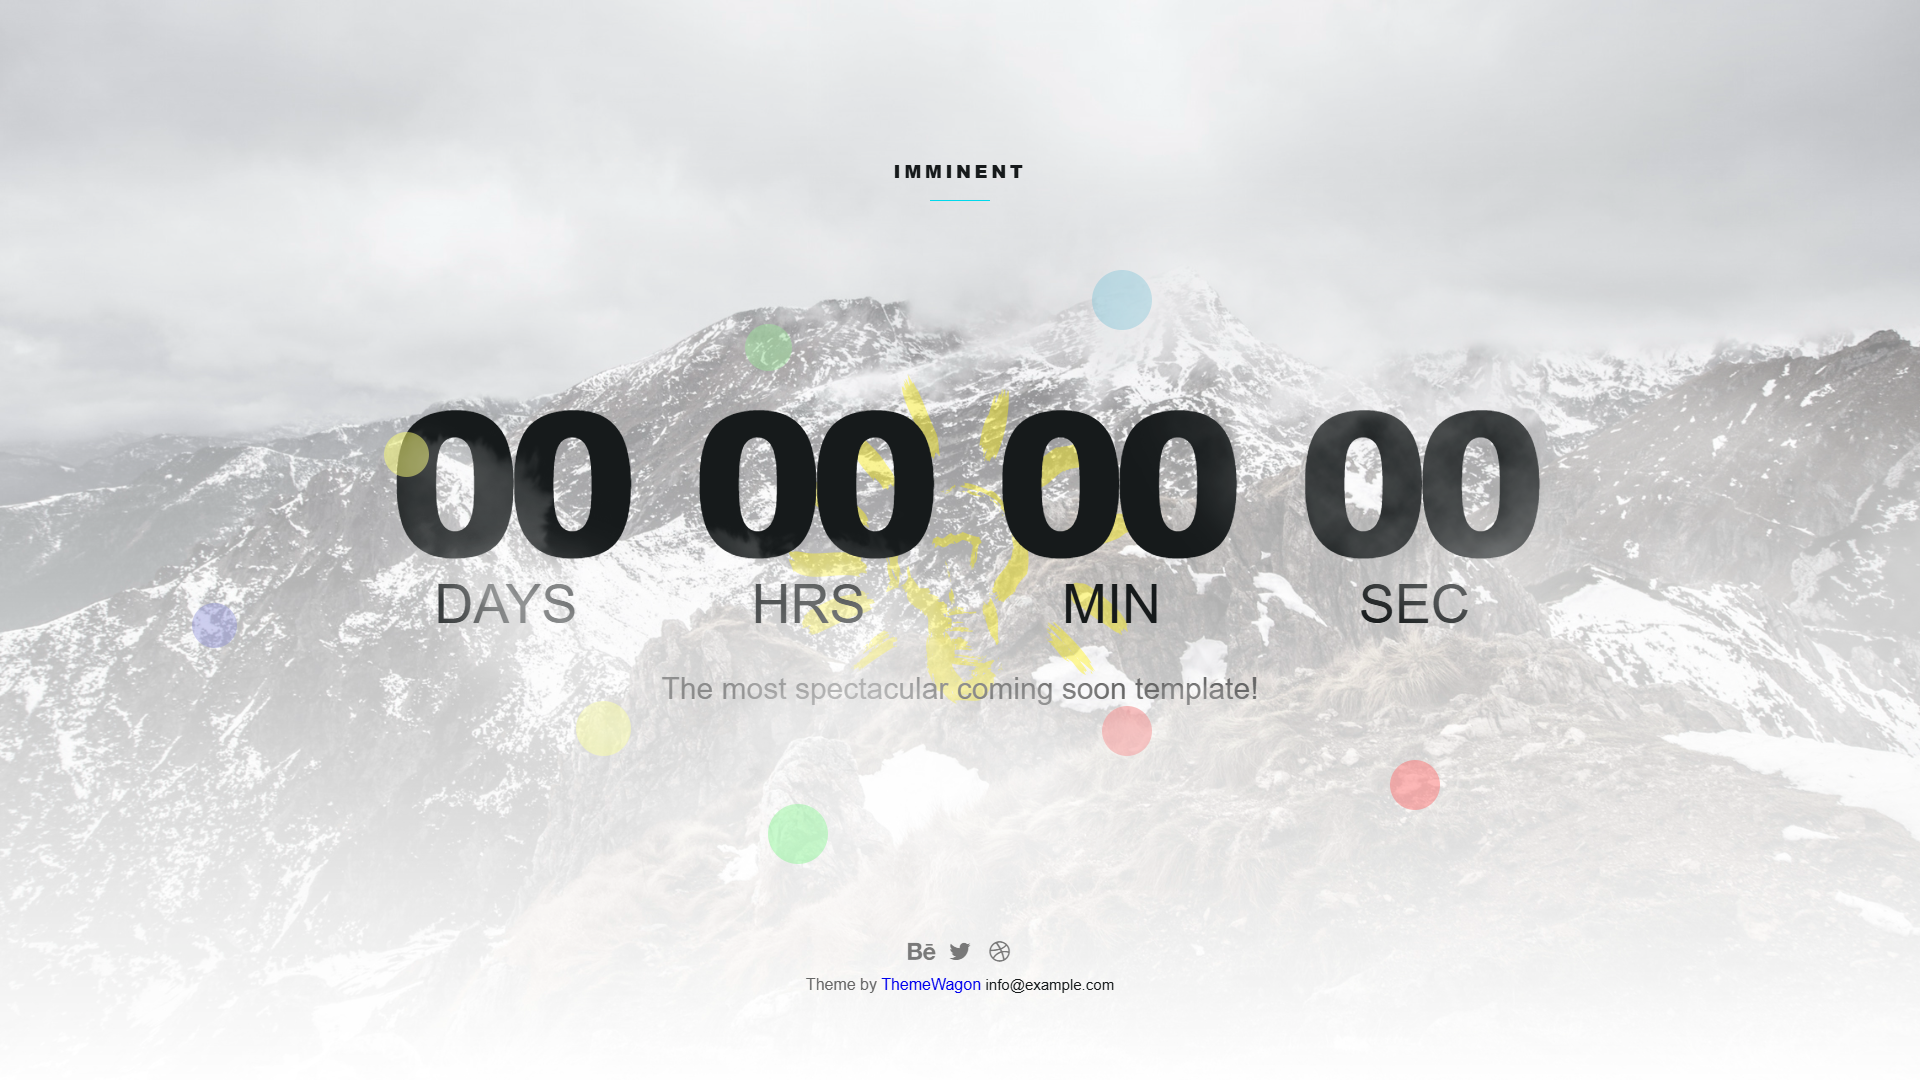 IMMINENT
00 00 00 00
DAYS HRS MIN SEC
The most spectacular coming soon template!
Bē
Theme by ThemeWagon info@example.com